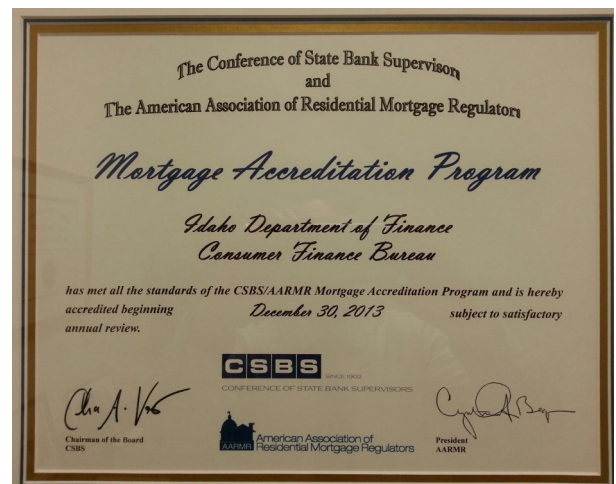 The Conference of State Bank Supervisors
and
The American Association of Residential Mortgage Regulators
Mortgage Accreditation Program
Idaho Department of Finance
Consumer Finance Bureau
has met all the standards of the CSBS/AARMR Mortgage Accreditation Program and is hereby
accredited beginning December 30, 2013 subject to satisfactory
annual review.
CSBS SINCE 1902
CONFERENCE OF STATE BANK SUPERVISORS
Chairman of the Board
CSBS
AARMR American Association of
Residential Mortgage Regulators
President
AARMR